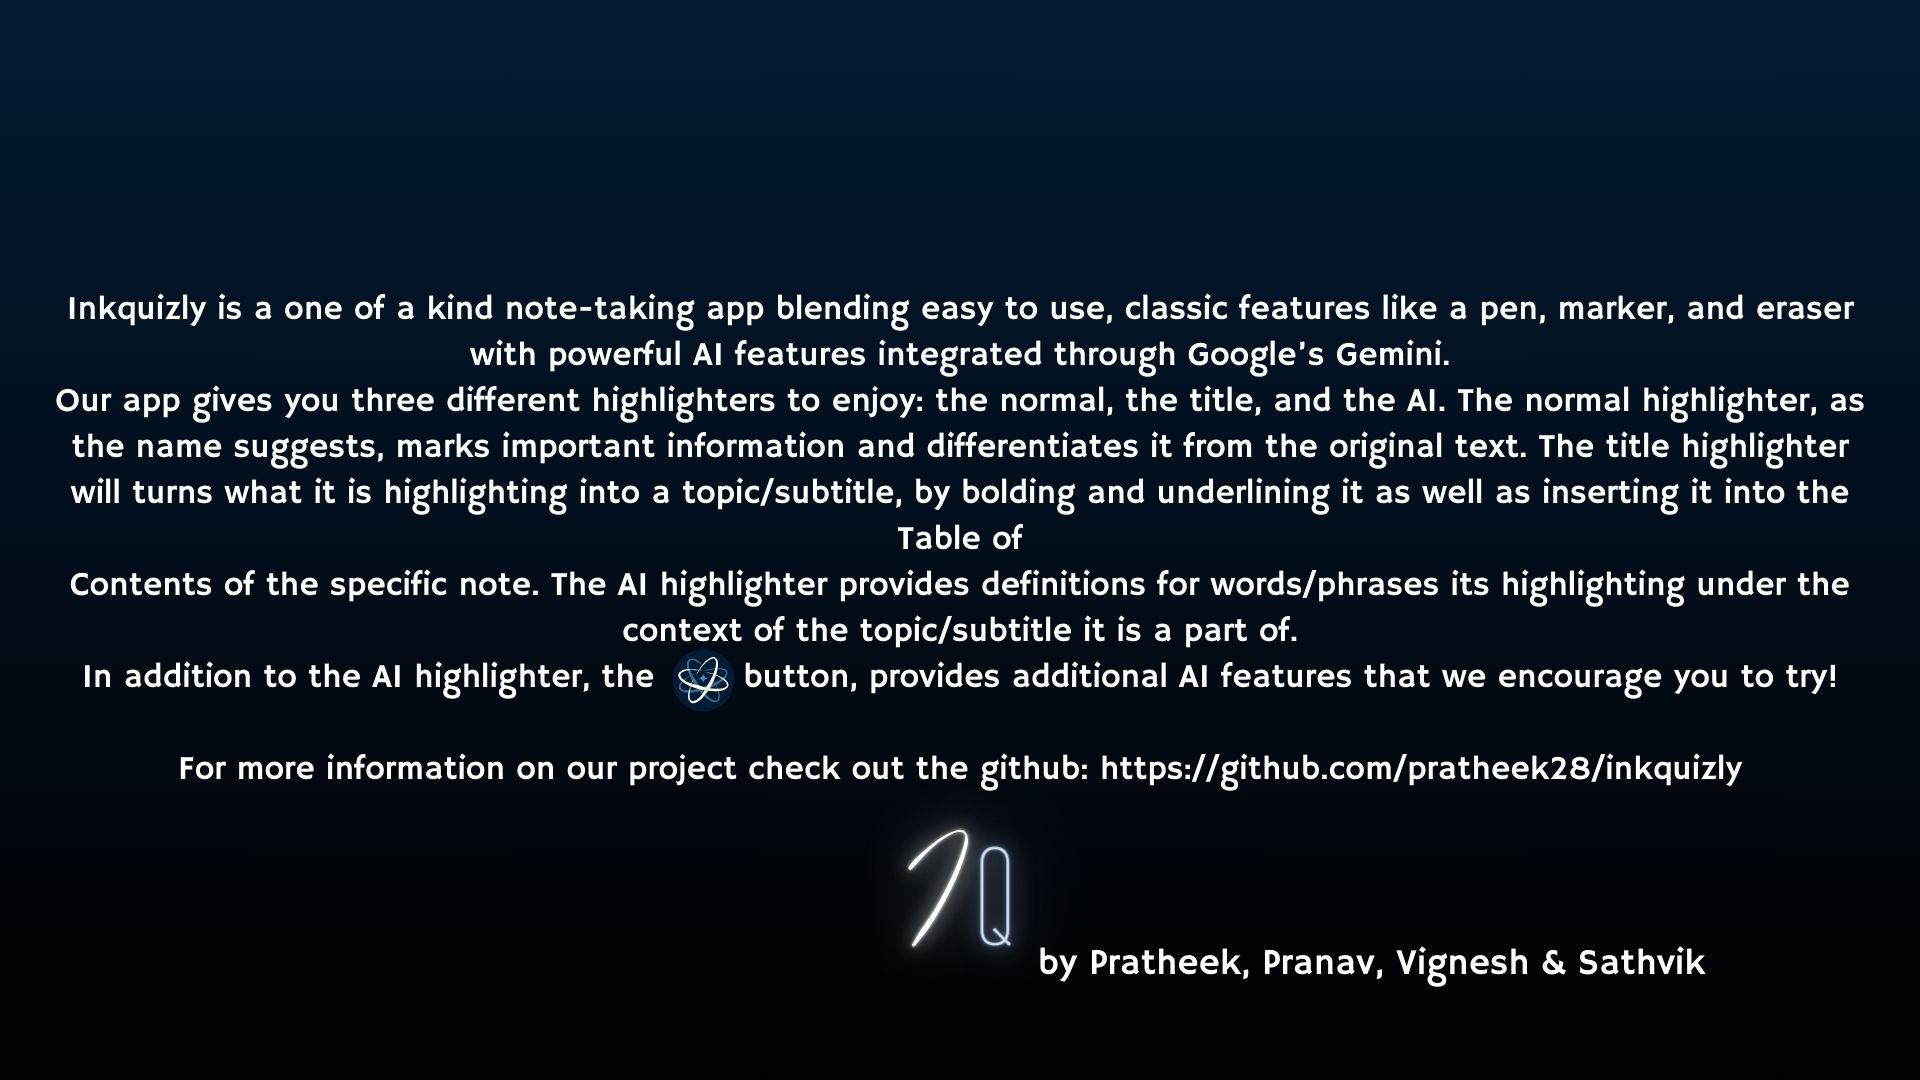 Inkquizly is a one of a kind note-taking app blending easy to use, classic features like a pen, marker, and eraser
with powerful AI features integrated through Google's Gemini.
Our app gives you three different highlighters to enjoy: the normal, the title, and the AI. The normal highlighter, as
the name suggests, marks important information and differentiates it from the original text. The title highlighter
will turns what it is highlighting into a topic/subtitle, by bolding and underlining it as well as inserting it into the
Table of
Contents of the specific note. The AI highlighter provides definitions for words/phrases its highlighting under the
context of the topic/subtitle it is a part of.
In addition to the AI highlighter, the button, provides additional AI features that we encourage you to try!
For more information on our project check out the github: https://github.com/pratheek28/inkquizly
IQ
by Pratheek, Pranav, Vignesh & Sathvik